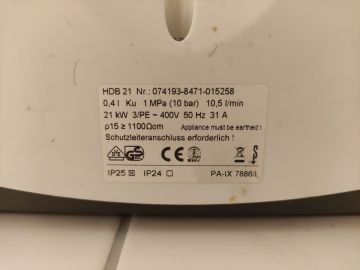 HDB 21 Nr.: 074193-8471-015258
0,4 l Ku 1 MPa (10 bar) 10,5 l/min
21 kW 3/PE ~ 400V 50 Hz 31 A
ρ15 ≥ 1100Ωcm Appliance must be earthed !
Schutzleiteranschluss erforderlich !
IP25 ☒ IP24 ☐ PA-IX 7886/I